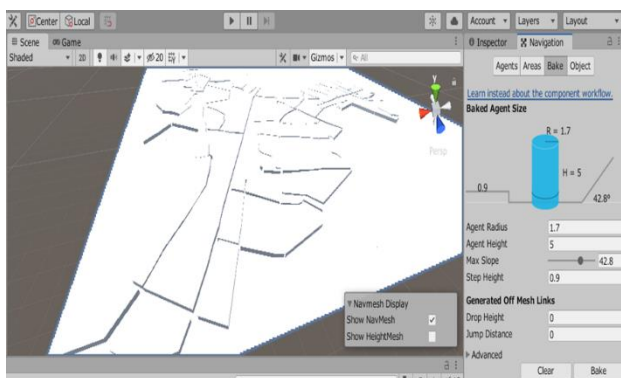 Center Local Account Layers Layout
Scene Game Inspector Navigation
Shaded 2D 20 Gizmos All
Agents Areas Bake Object
Learn instead about the component workflow.
Baked Agent Size
Y
R = 1.7
Persp
H = 5
0.9
42.8°
Agent Radius 1.7
Agent Height 5
Max Slope 42.8
Step Height 0.9
Navmesh Display
Show NavMesh
Show HeightMesh
Generated Off Mesh Links
Drop Height 0
Jump Distance 0
Advanced
Clear Bake